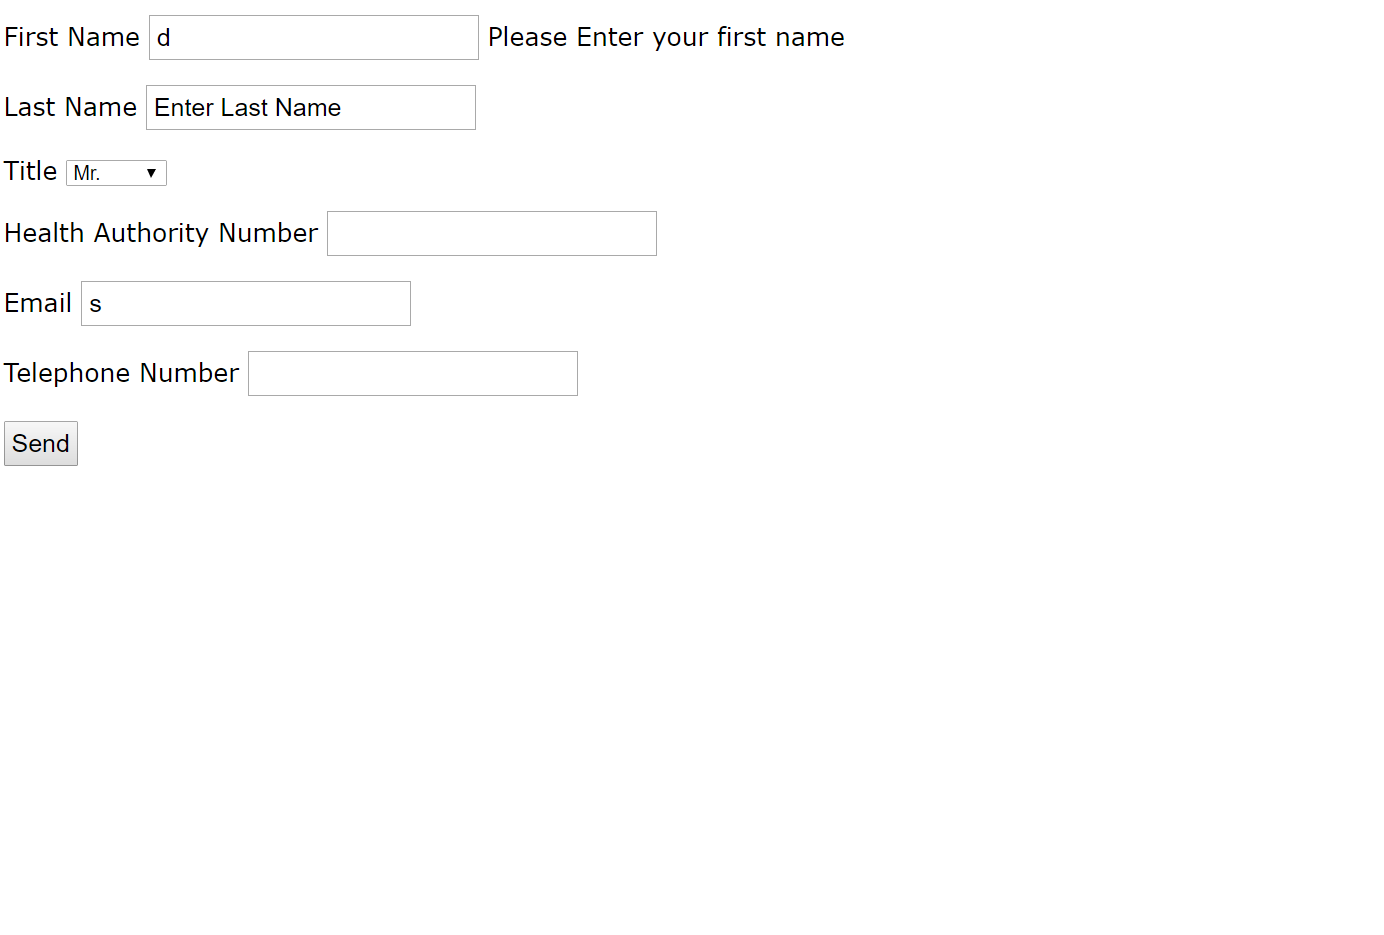 First Name d Please Enter your first name
Last Name Enter Last Name
Title Mr.
Health Authority Number
Email s
Telephone Number
Send